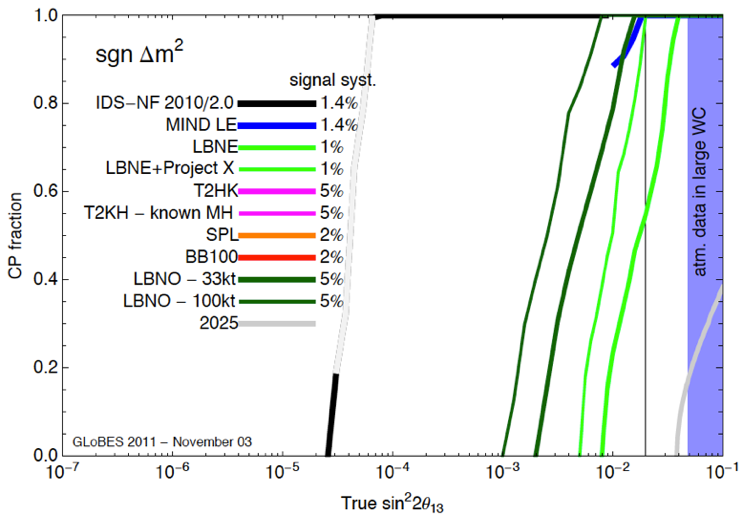 sgn Δm²
signal syst.
IDS−NF 2010/2.0 1.4%
MIND LE 1.4%
LBNE 1%
LBNE+Project X 1%
T2HK 5%
T2KH − known MH 5%
SPL 2%
BB100 2%
LBNO − 33kt 5%
LBNO − 100kt 5%
2025
GLoBES 2011 − November 03
atm. data in large WC
CP fraction
1.0
0.8
0.6
0.4
0.2
0.0
10⁻⁷ 10⁻⁶ 10⁻⁵ 10⁻⁴ 10⁻³ 10⁻² 10⁻¹
True sin²2θ₁₃